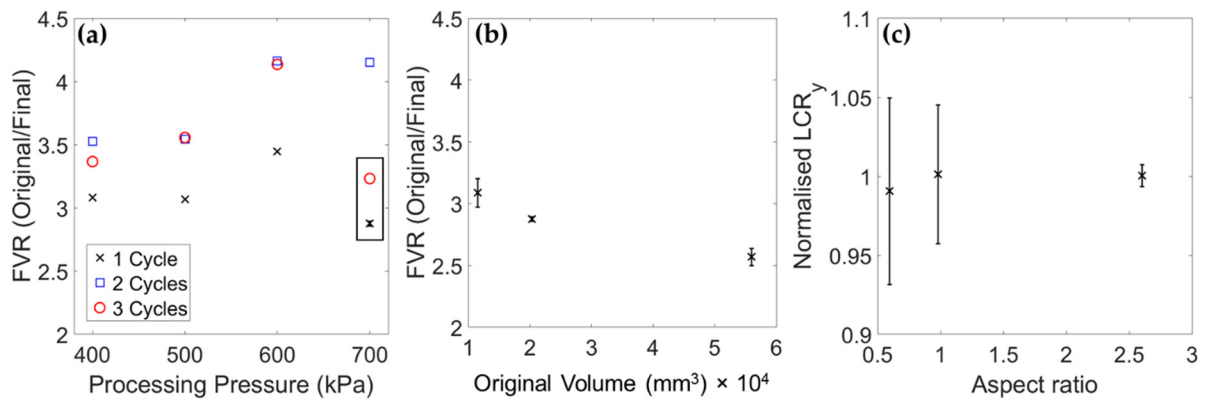 (a)
FVR (Original/Final)
4.5
4
3.5
3
2.5
2
1 Cycle
2 Cycles
3 Cycles
400 500 600 700
Processing Pressure (kPa)
(b)
FVR (Original/Final)
4.5
4
3.5
3
2.5
2
1 2 3 4 5 6
Original Volume (mm³) × 10⁴
(c)
Normalised LCRy
1.1
1.05
1
0.95
0.9
0.5 1 1.5 2 2.5 3
Aspect ratio